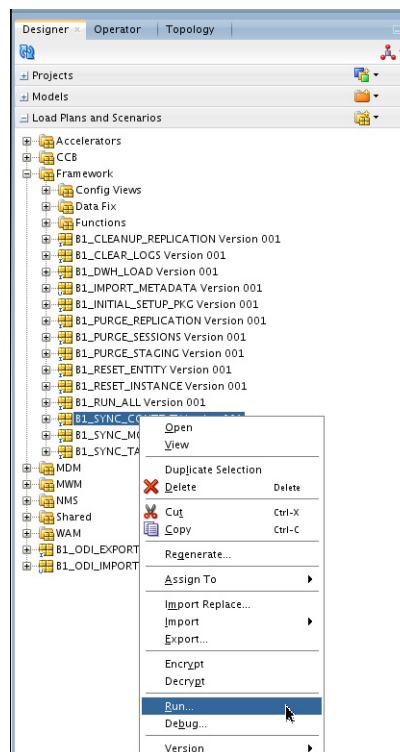 Designer Operator Topology
Projects
Models
Load Plans and Scenarios
Accelerators
CCB
Framework
Config Views
Data Fix
Functions
B1_CLEANUP_REPLICATION Version 001
B1_CLEAR_LOGS Version 001
B1_DWH_LOAD Version 001
B1_IMPORT_METADATA Version 001
B1_INITIAL_SETUP_PKG Version 001
B1_PURGE_REPLICATION Version 001
B1_PURGE_SESSIONS Version 001
B1_PURGE_STAGING Version 001
B1_RESET_ENTITY Version 001
B1_RESET_INSTANCE Version 001
B1_RUN_ALL Version 001
B1_SYNC_CO
B1_SYNC_MO
B1_SYNC_TA
MDM
MWM
NMS
Shared
WAM
B1_ODI_EXPORT
B1_ODI_IMPORT
Open
View
Duplicate Selection
Delete Delete
Cut Ctrl-X
Copy Ctrl-C
Regenerate...
Assign To
Import Replace...
Import
Export...
Encrypt
Decrypt
Run...
Debug...
Version